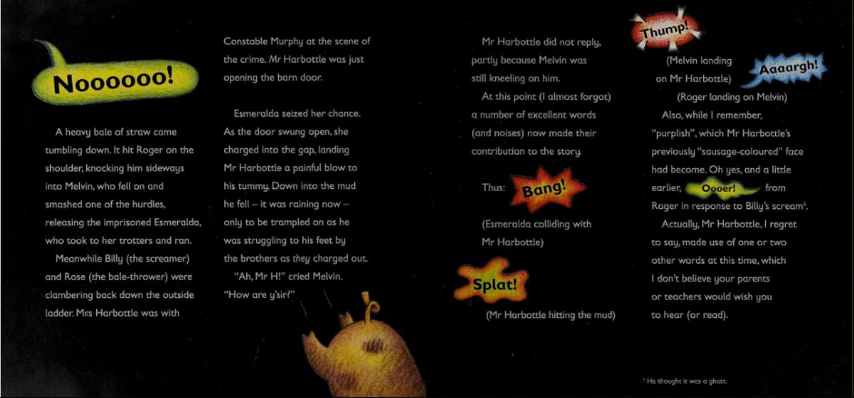 Noooooo!
A heavy bale of straw came
tumbling down. It hit Roger on the
shoulder, knocking him sideways
into Melvin, who fell on and
smashed one of the hurdles,
releasing the imprisoned Esmeralda,
who took to her trotters and ran.
Meanwhile Billy (the screamer)
and Rose (the bale-thrower) were
clambering back down the outside
ladder. Mrs Harbottle was with
Constable Murphy at the scene of
the crime. Mr Harbottle was just
opening the barn door.
Esmeralda seized her chance.
As the door swung open, she
charged into the gap, landing
Mr Harbottle a painful blow to
his tummy. Down into the mud
he fell – it was raining now –
only to be trampled on as he
was struggling to his feet by
the brothers as they charged out.
"Ah, Mr H!" cried Melvin.
"How are y'sir?"
Mr Harbottle did not reply,
partly because Melvin was
still kneeling on him.
At this point (I almost forgot)
a number of excellent words
(and noises) now made their
contribution to the story.
Thus: Bang!
(Esmeralda colliding with
Mr Harbottle)
Splat!
(Mr Harbottle hitting the mud)
Thump!
(Melvin landing
on Mr Harbottle)
Aaaargh!
(Roger landing on Melvin)
Also, while I remember,
"purplish", which Mr Harbottle's
previously "sausage-coloured" face
had become. Oh yes, and a little
earlier, Oooer! from
Roger in response to Billy's scream⁶.
Actually, Mr Harbottle, I regret
to say, made use of one or two
other words at this time, which
I don't believe your parents
or teachers would wish you
to hear (or read).
⁶ He thought it was a ghost.